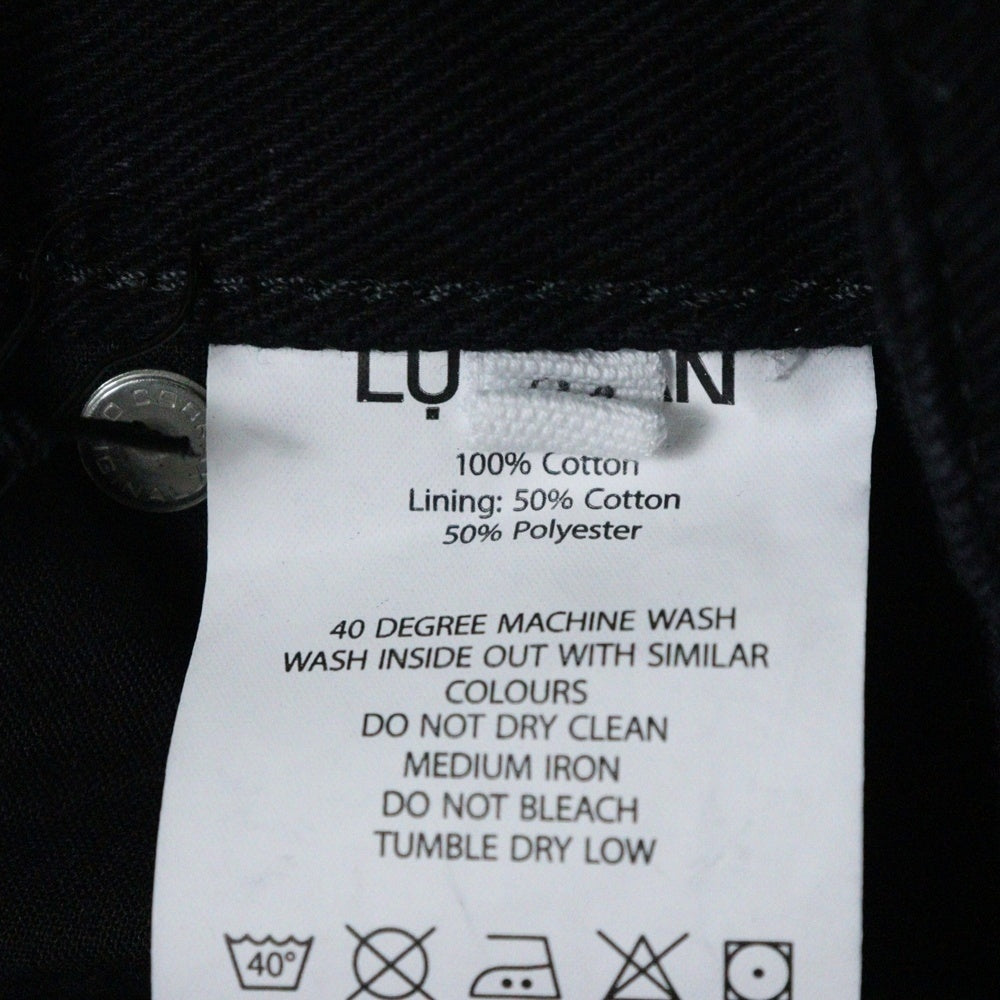 100% Cotton
Lining: 50% Cotton
50% Polyester
40 DEGREE MACHINE WASH
WASH INSIDE OUT WITH SIMILAR
COLOURS
DO NOT DRY CLEAN
MEDIUM IRON
DO NOT BLEACH
TUMBLE DRY LOW
40°